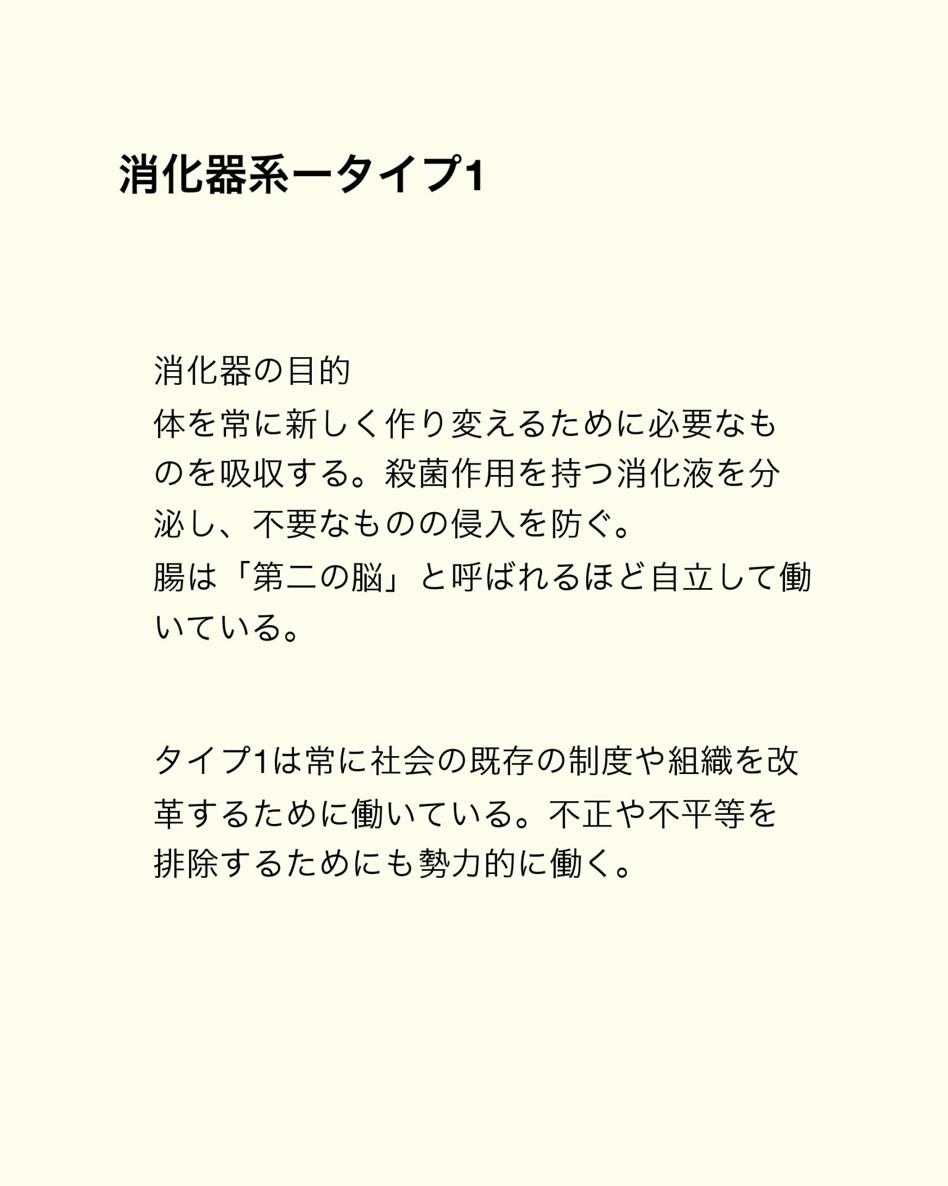 消化器系ータイプ1
消化器の目的
体を常に新しく作り変えるために必要なも
のを吸収する。殺菌作用を持つ消化液を分
泌し、不要なものの侵入を防ぐ。
腸は「第二の脳」と呼ばれるほど自立して働
いている。
タイプ1は常に社会の既存の制度や組織を改
革するために働いている。不正や不平等を
排除するためにも勢力的に働く。